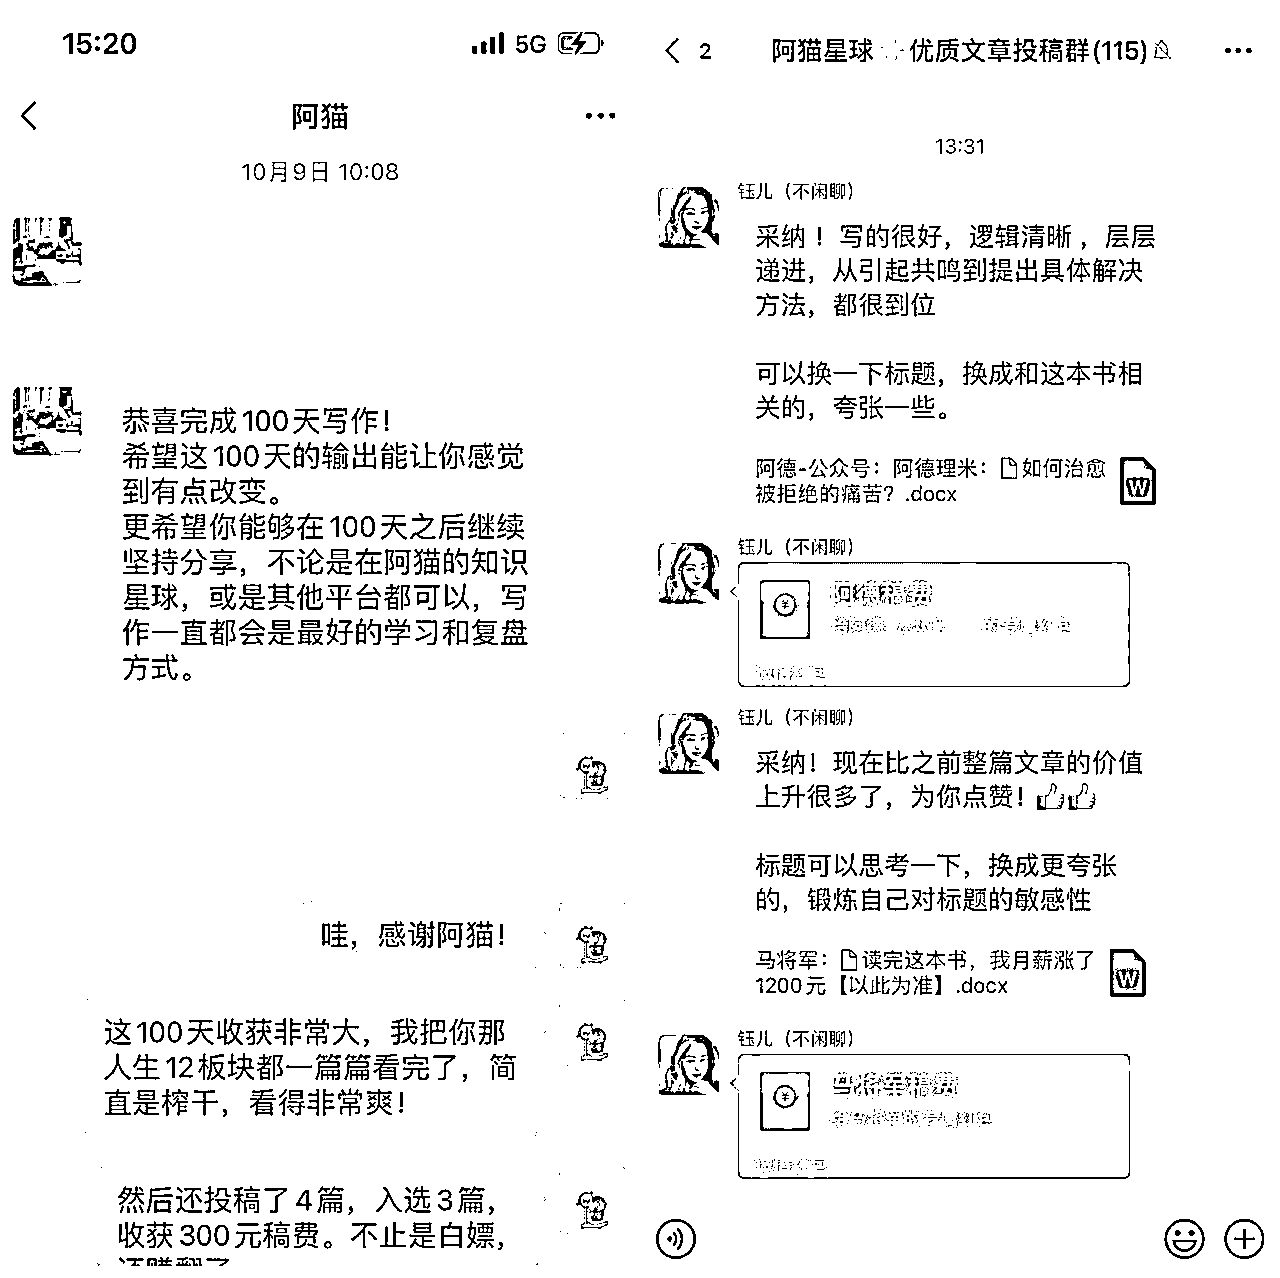 15:20
5G
阿猫
10月9日 10:08
恭喜完成100天写作！
希望这100天的输出能让你感觉
到有点改变。
更希望你能够在100天之后继续
坚持分享，不论是在阿猫的知识
星球，或是其他平台都可以，写
作一直都会是最好的学习和复盘
方式。
哇，感谢阿猫！
这100天收获非常大，我把你那
人生12板块都一篇篇看完了，简
直是榨干，看得非常爽！
然后还投稿了4篇，入选3篇，
收获300元稿费。不止是白嫖，
还赚翻了
2
阿猫星球 优质文章投稿群(115)
13:31
钰儿（不闲聊）
采纳！写的很好，逻辑清晰，层层
递进，从引起共鸣到提出具体解决
方法，都很到位
可以换一下标题，换成和这本书相
关的，夸张一些。
阿德-公众号：阿德理米：如何治愈
被拒绝的痛苦？.docx
W
钰儿（不闲聊）
¥
阿德稿费
钰儿（不闲聊）
采纳！现在比之前整篇文章的价值
上升很多了，为你点赞！👍👍
标题可以思考一下，换成更夸张
的，锻炼自己对标题的敏感性
马将军：读完这本书，我月薪涨了
1200元【以此为准】.docx
W
钰儿（不闲聊）
¥
马将军稿费